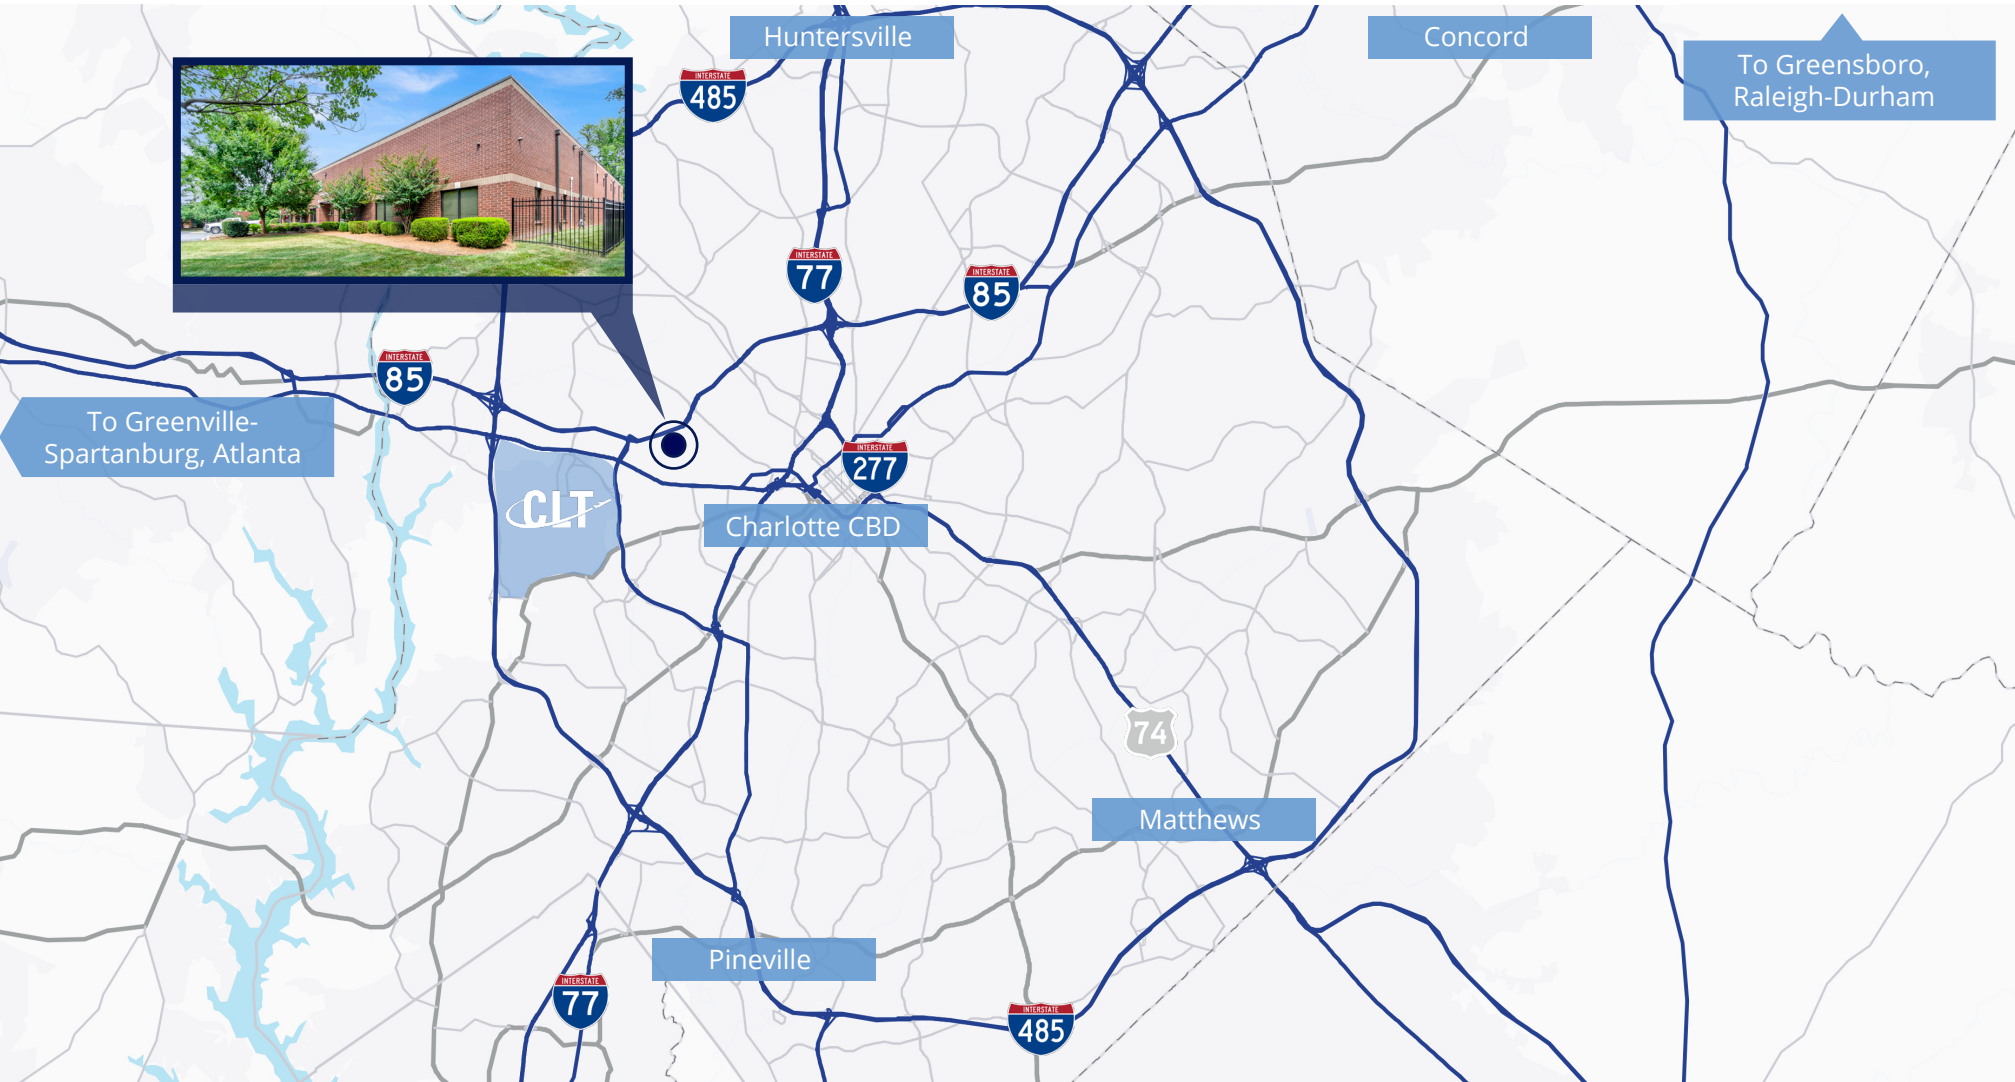 Huntersville
Concord
To Greensboro,
Raleigh-Durham
INTERSTATE
485
INTERSTATE
77
INTERSTATE
85
INTERSTATE
85
To Greenville-
Spartanburg, Atlanta
INTERSTATE
277
CLT
Charlotte CBD
74
Matthews
Pineville
INTERSTATE
77
INTERSTATE
485